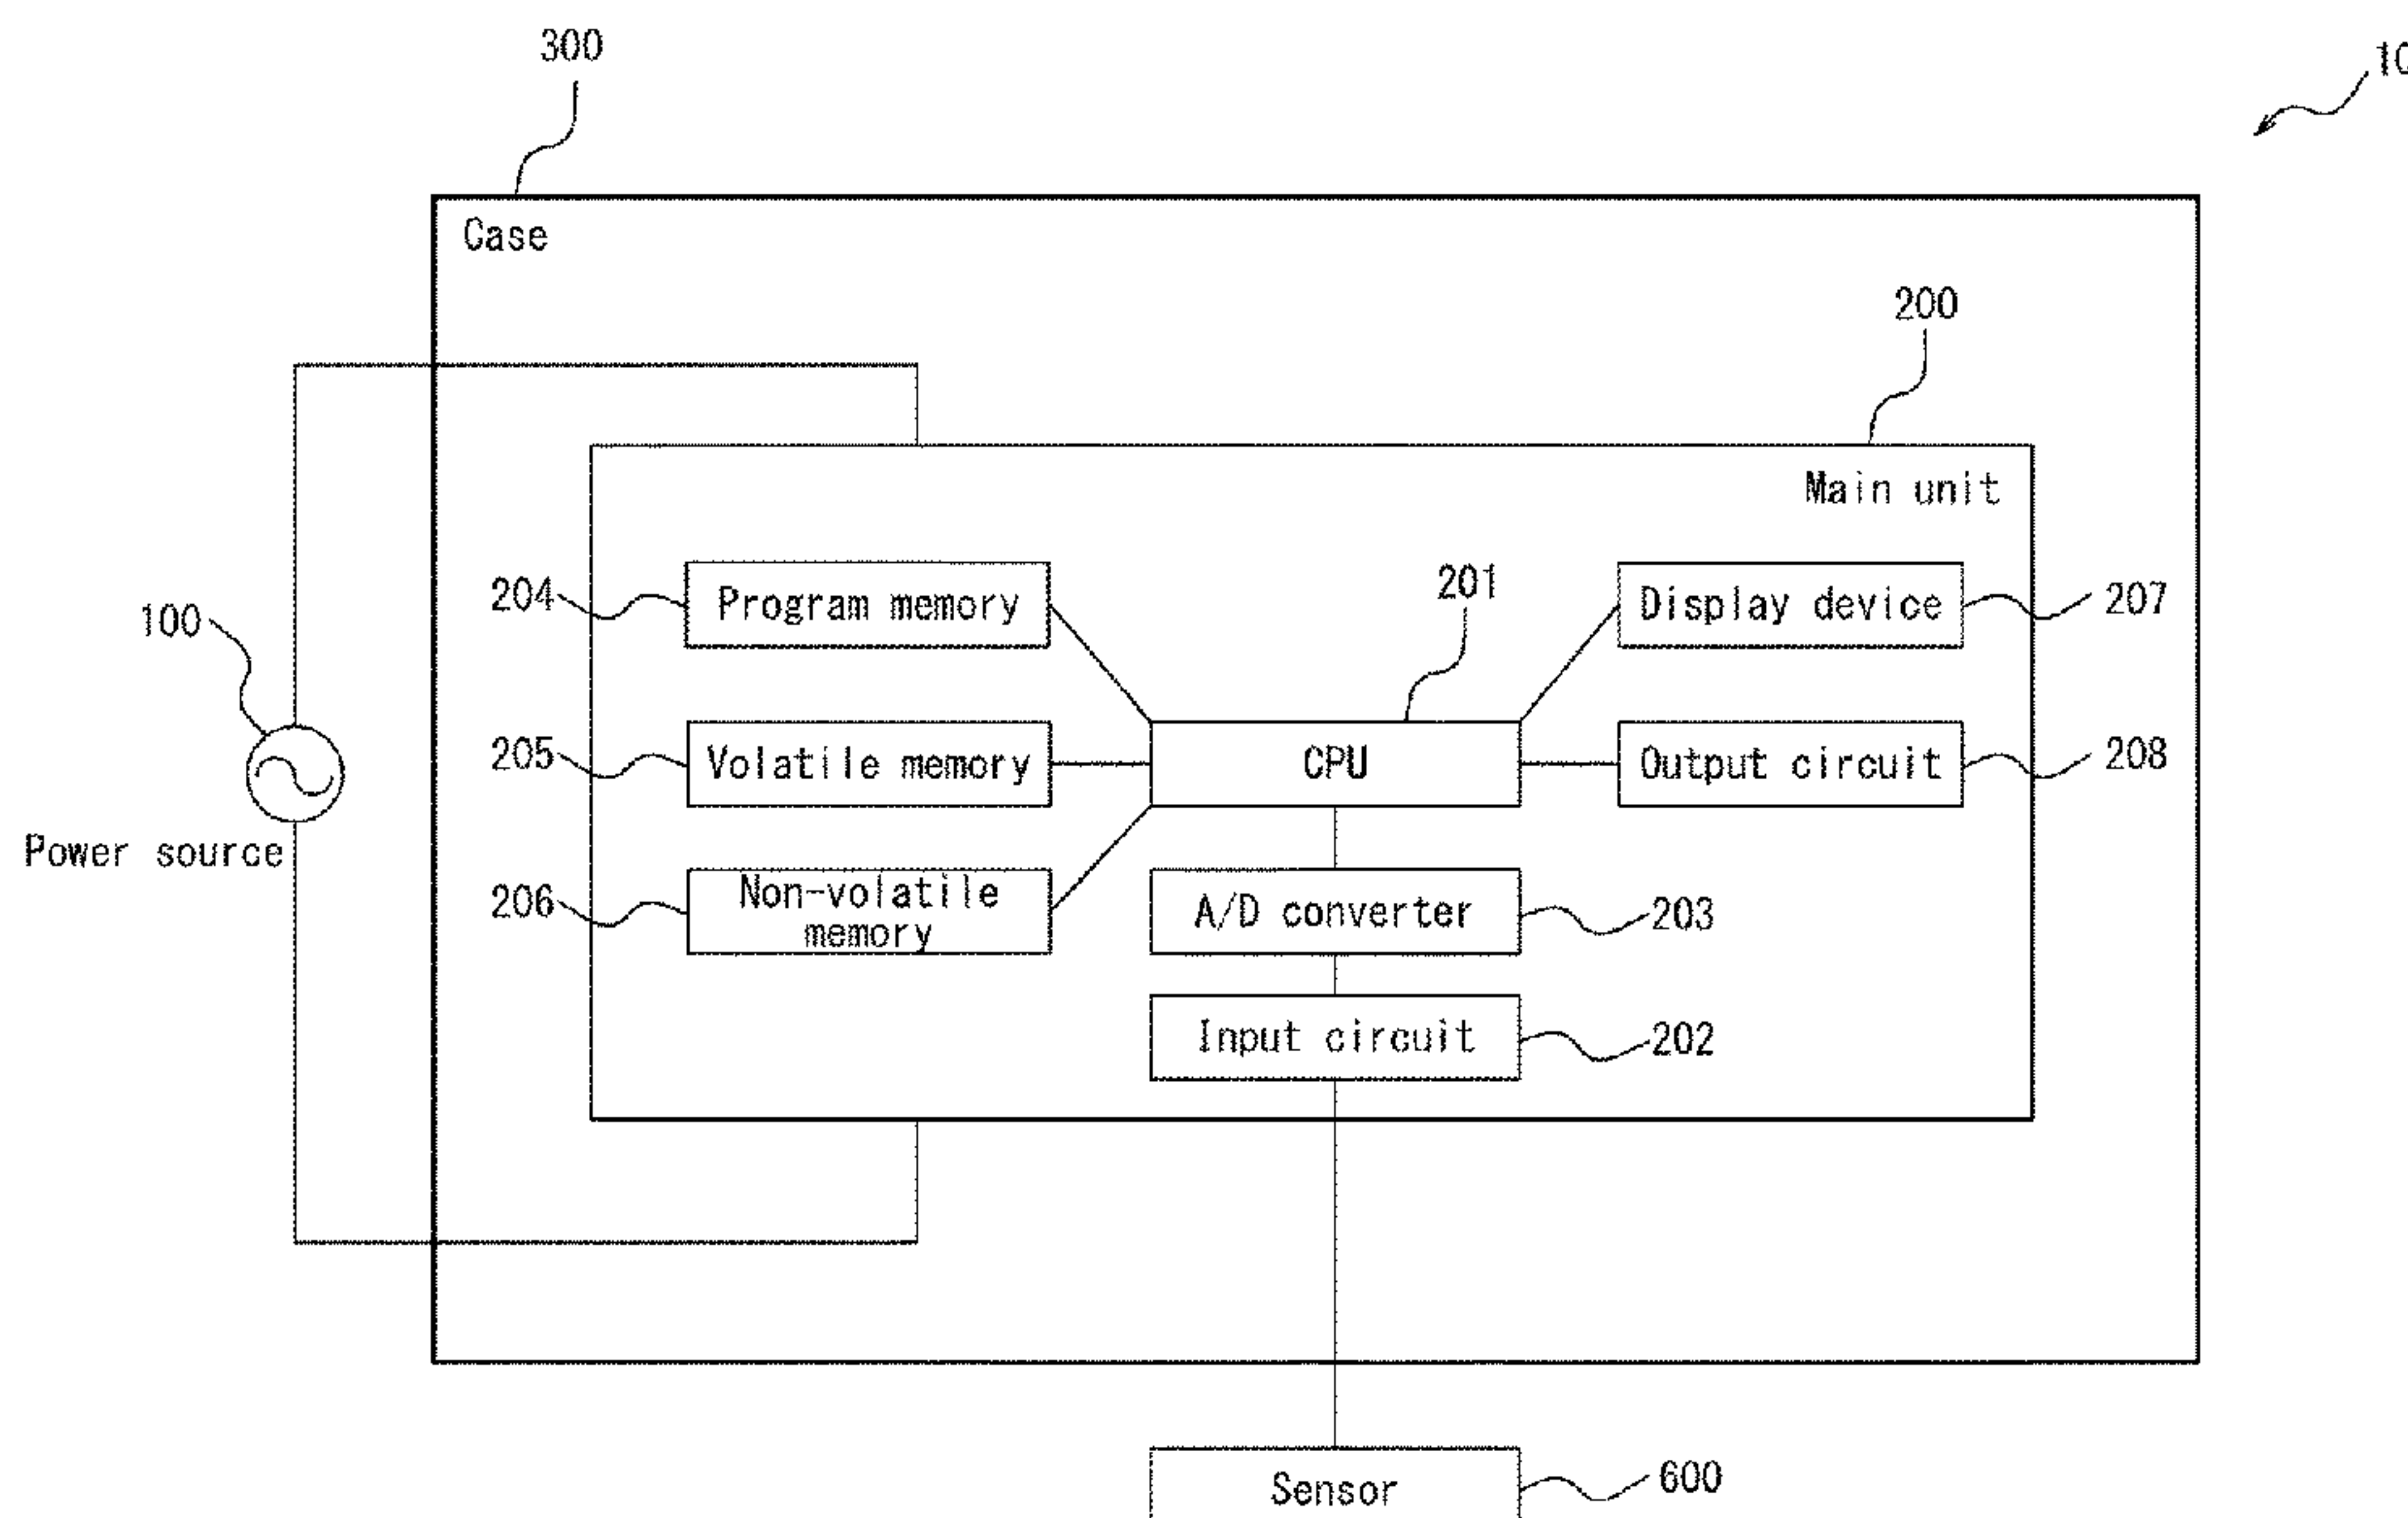 300
10
Case
200
Main unit
204
Program memory
201
Display device
207
100
205
Volatile memory
CPU
Output circuit
208
Power source
206
Non-volatile
memory
A/D converter
203
Input circuit
202
Sensor
600